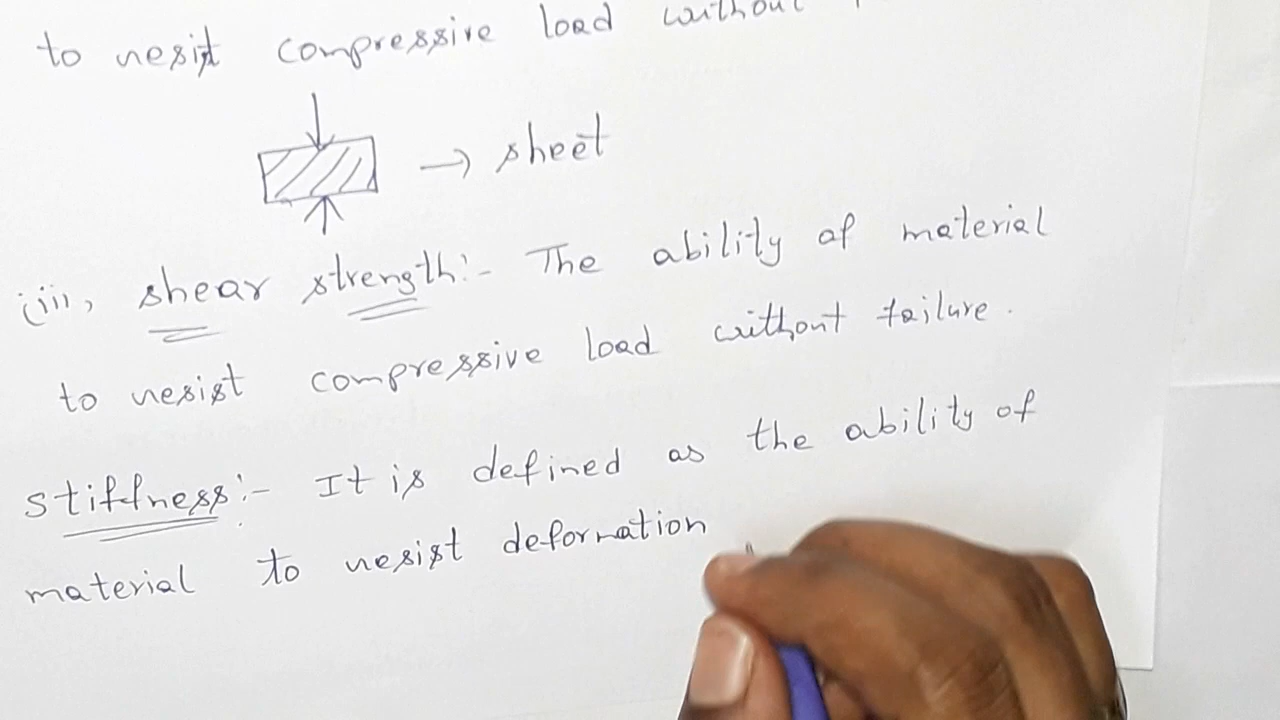 to resist compressive load without
→ sheet
(iii, shear strength:- The ability of material
to resist compressive load without failure.
stiffness:- It is defined as the ability of
material to resist deformation